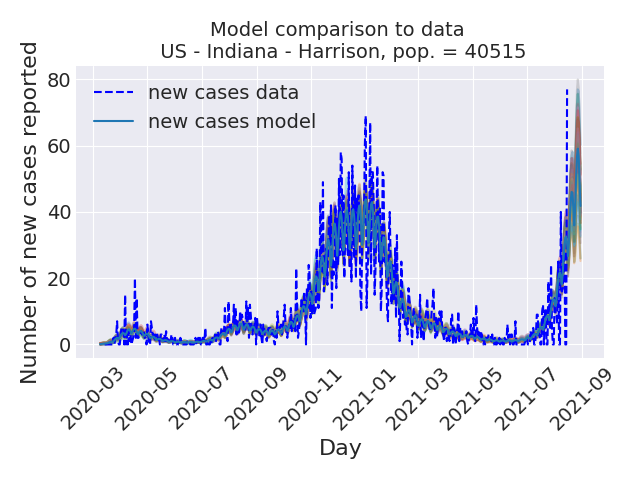 Model comparison to data
US - Indiana - Harrison, pop. = 40515
Number of new cases reported
80
60
40
20
0
new cases data
new cases model
2020-03
2020-05
2020-07
2020-09
2020-11
2021-01
2021-03
2021-05
2021-07
2021-09
Day